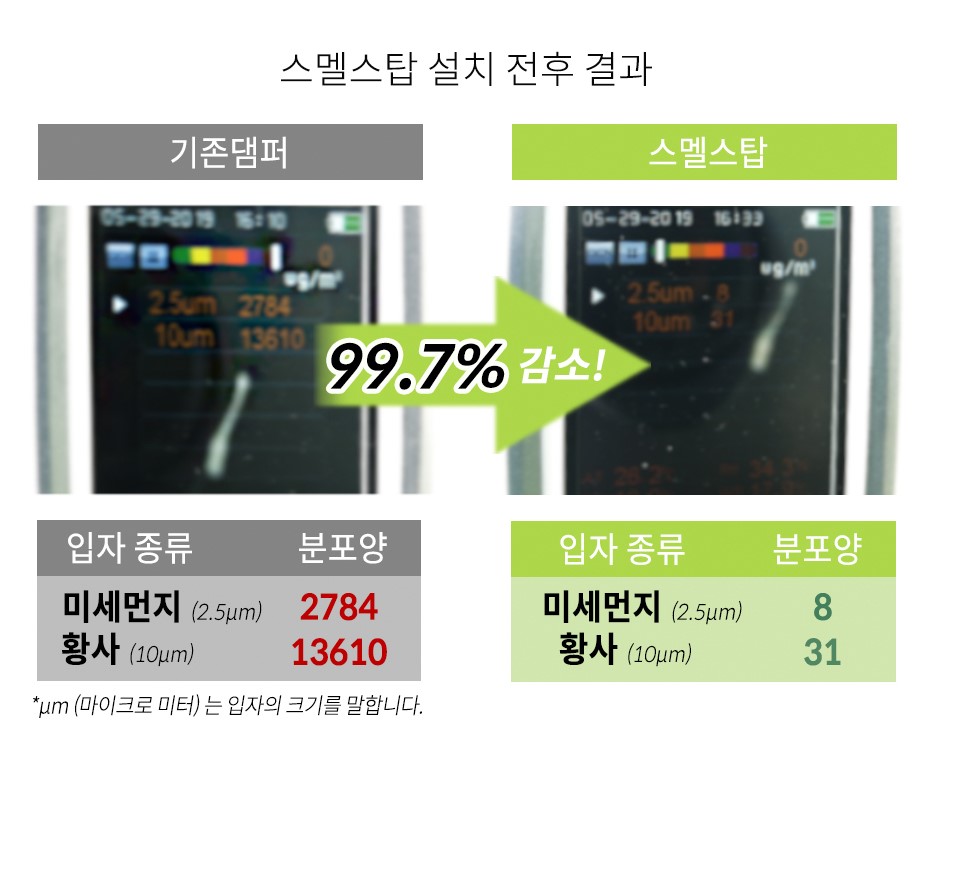 스멜스탑 설치 전후 결과
기존댐퍼
스멜스탑
05-29-2019 16:10
0
ug/m³
2.5um 2784
10um 13610
05-29-2019 16:33
0
ug/m³
2.5um 8
10um 31
99.7% 감소!
입자 종류 분포양
미세먼지 (2.5μm) 2784
황사 (10μm) 13610
입자 종류 분포양
미세먼지 (2.5μm) 8
황사 (10μm) 31
*μm (마이크로 미터) 는 입자의 크기를 말합니다.